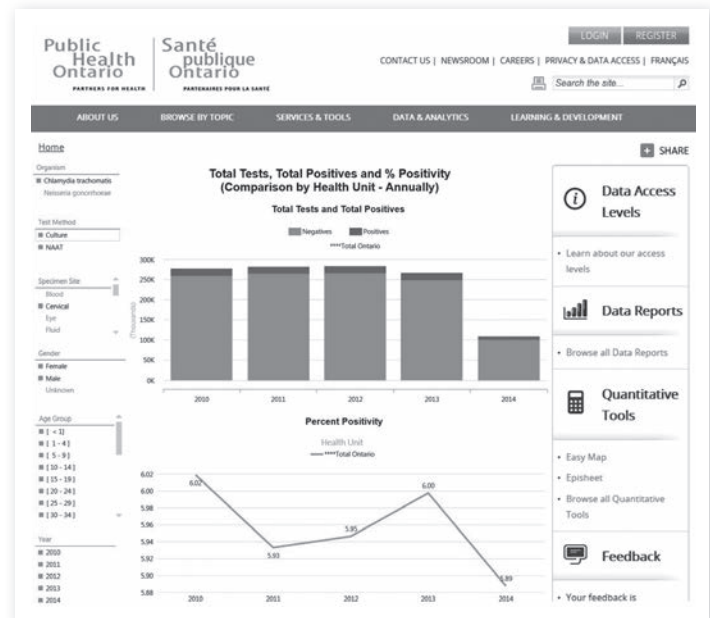 LOGIN REGISTER
Public Health Ontario
PARTNERS FOR HEALTH
Santé publique Ontario
PARTENAIRES POUR LA SANTÉ
CONTACT US | NEWSROOM | CAREERS | PRIVACY & DATA ACCESS | FRANÇAIS
Search the site...
ABOUT US BROWSE BY TOPIC SERVICES & TOOLS DATA & ANALYTICS LEARNING & DEVELOPMENT
Home
SHARE
Organism
Chlamydia trachomatis
Neisseria gonorrhoeae
Test Method
Culture
NAAT
Specimen Site
Blood
Cervical
Eye
Fluid
Gender
Female
Male
Unknown
Age Group
[ < 1]
[ 1 - 4]
[ 5 - 9]
[10 - 14]
[15 - 19]
[20 - 24]
[25 - 29]
[30 - 34]
Year
2010
2011
2012
2013
2014
Total Tests, Total Positives and % Positivity
(Comparison by Health Unit - Annually)
Total Tests and Total Positives
Negatives Positives
****Total Ontario
(Thousands)
300K
250K
200K
150K
100K
50K
0K
2010 2011 2012 2013 2014
Percent Positivity
Health Unit
****Total Ontario
6.02
6.00
5.98
5.96
5.94
5.92
5.90
5.88
6.02
5.93
5.95
6.00
5.89
2010 2011 2012 2013 2014
Data Access
Levels
Learn about our access
levels
Data Reports
Browse all Data Reports
Quantitative
Tools
Easy Map
Episheet
Browse all Quantitative
Tools
Feedback
Your feedback is